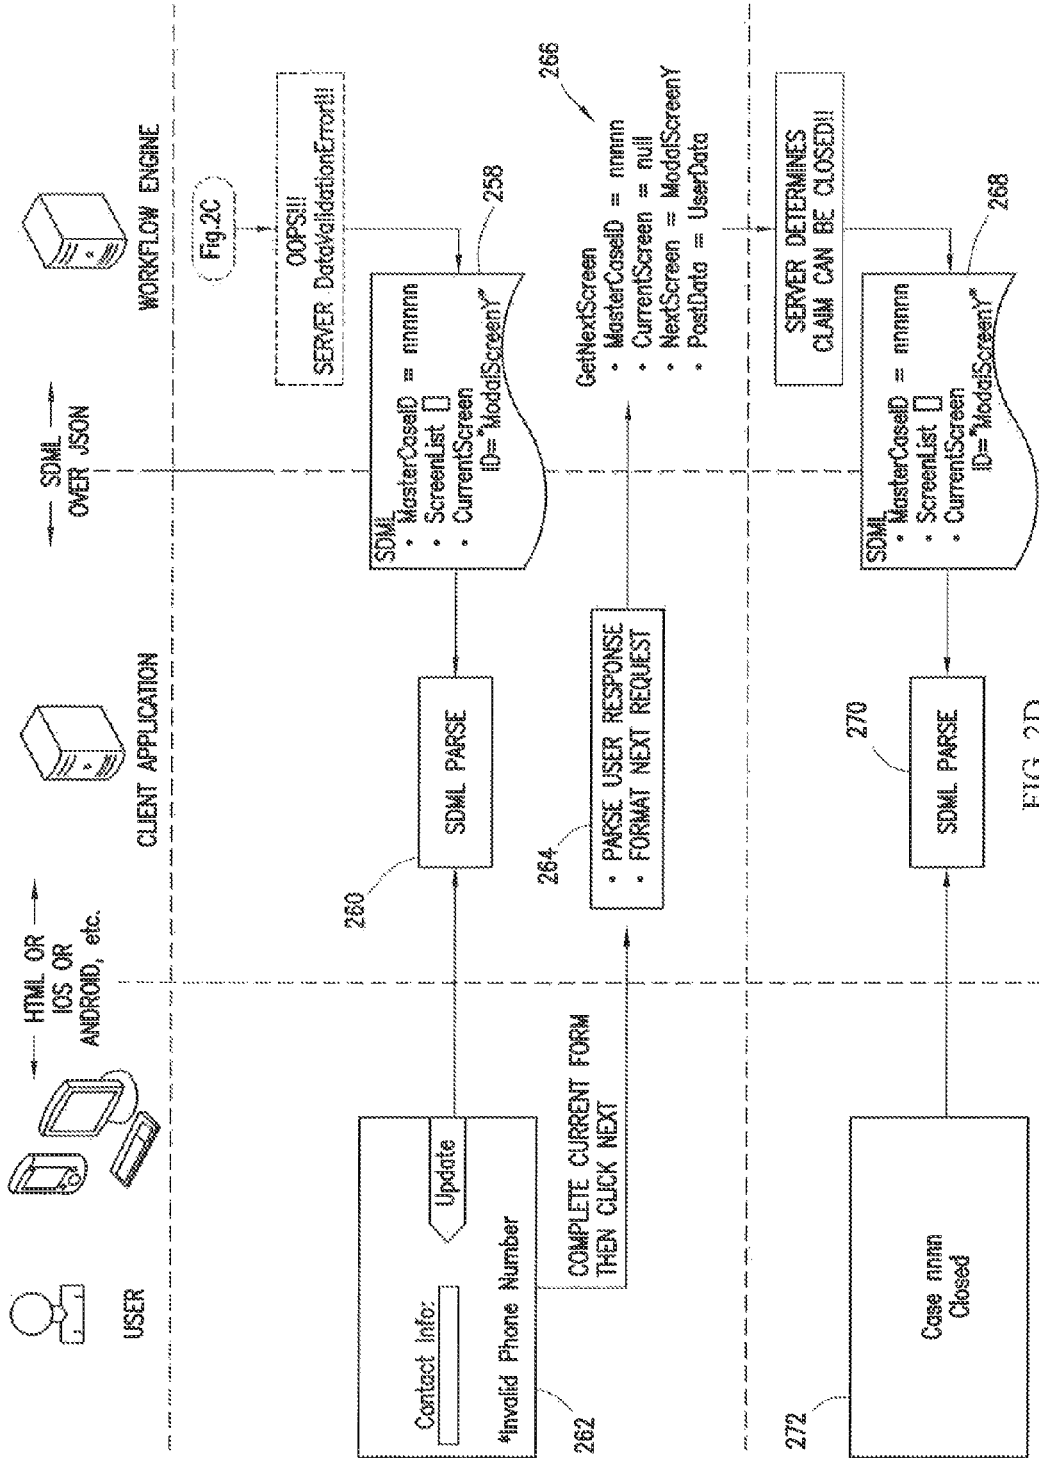 USER
HTML OR
IOS OR
ANDROID, etc.
CLIENT APPLICATION
SDML
OVER JSON
WORKFLOW ENGINE
Fig.2C
OOPS!!!
SERVER DataValidationError!!!
258
SDML
• MasterCaseID = nnnnnn
• ScreenList []
• CurrentScreen
ID="ModalScreenY"
260
SDML PARSE
Contact Info:
Update
*Invalid Phone Number
262
COMPLETE CURRENT FORM
THEN CLICK NEXT
264
• PARSE USER RESPONSE
• FORMAT NEXT REQUEST
266
GetNextScreen
• MasterCaseID = nnnnn
• CurrentScreen = null
• NextScreen = ModalScreenY
• PostData = UserData
SERVER DETERMINES
CLAIM CAN BE CLOSED!!
268
SDML
• MasterCaseID = nnnnnn
• ScreenList []
• CurrentScreen
ID="ModalScreenY"
270
SDML PARSE
272
Case nnnn
Closed
FIG. 2D